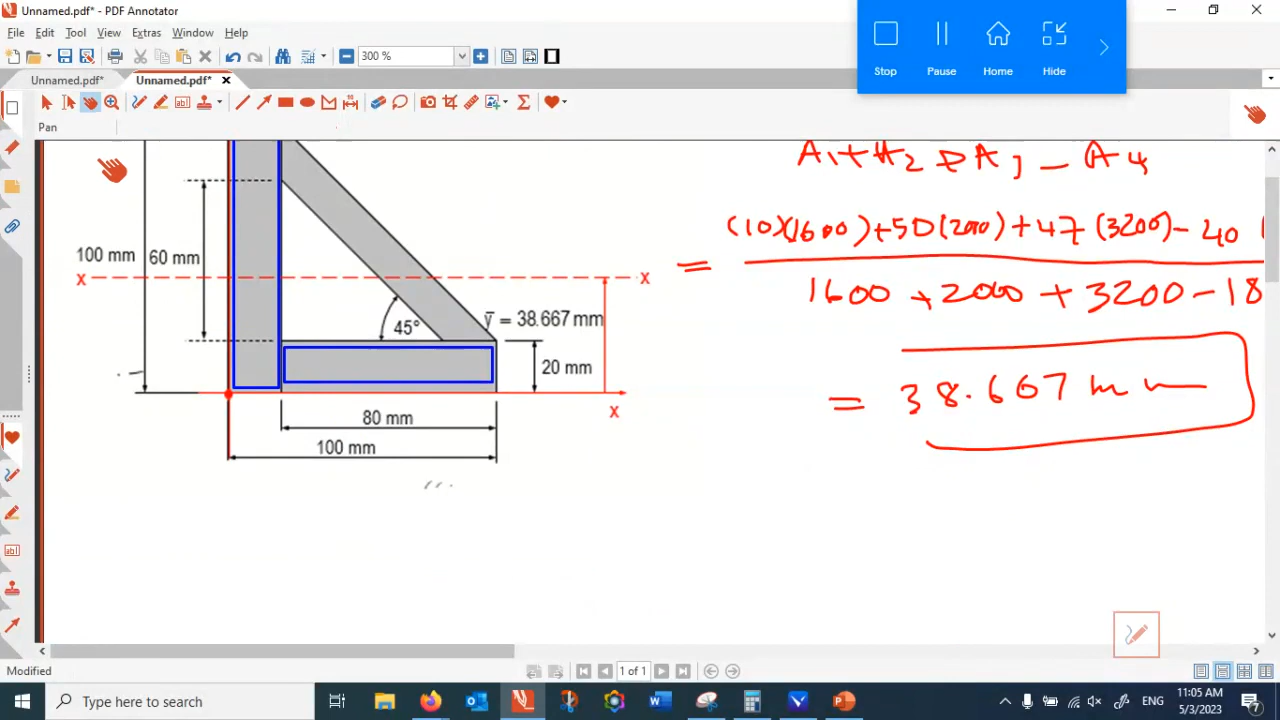 Unnamed.pdf* - PDF Annotator
File Edit Tool View Extras Window Help
300 %
Unnamed.pdf* Unnamed.pdf*
Pan
Stop Pause Home Hide
A₁+A₂ A₃ - A₄
(10)(1600)+50(2000)+47(3200)- 40
=
1600 +2000 + 3200-18
= 38.667 mm
100 mm 60 mm
x x
ȳ = 38.667 mm
45°
20 mm
x
80 mm
100 mm
Modified
1 of 1
Type here to search
ENG
11:05 AM
5/3/2023
7